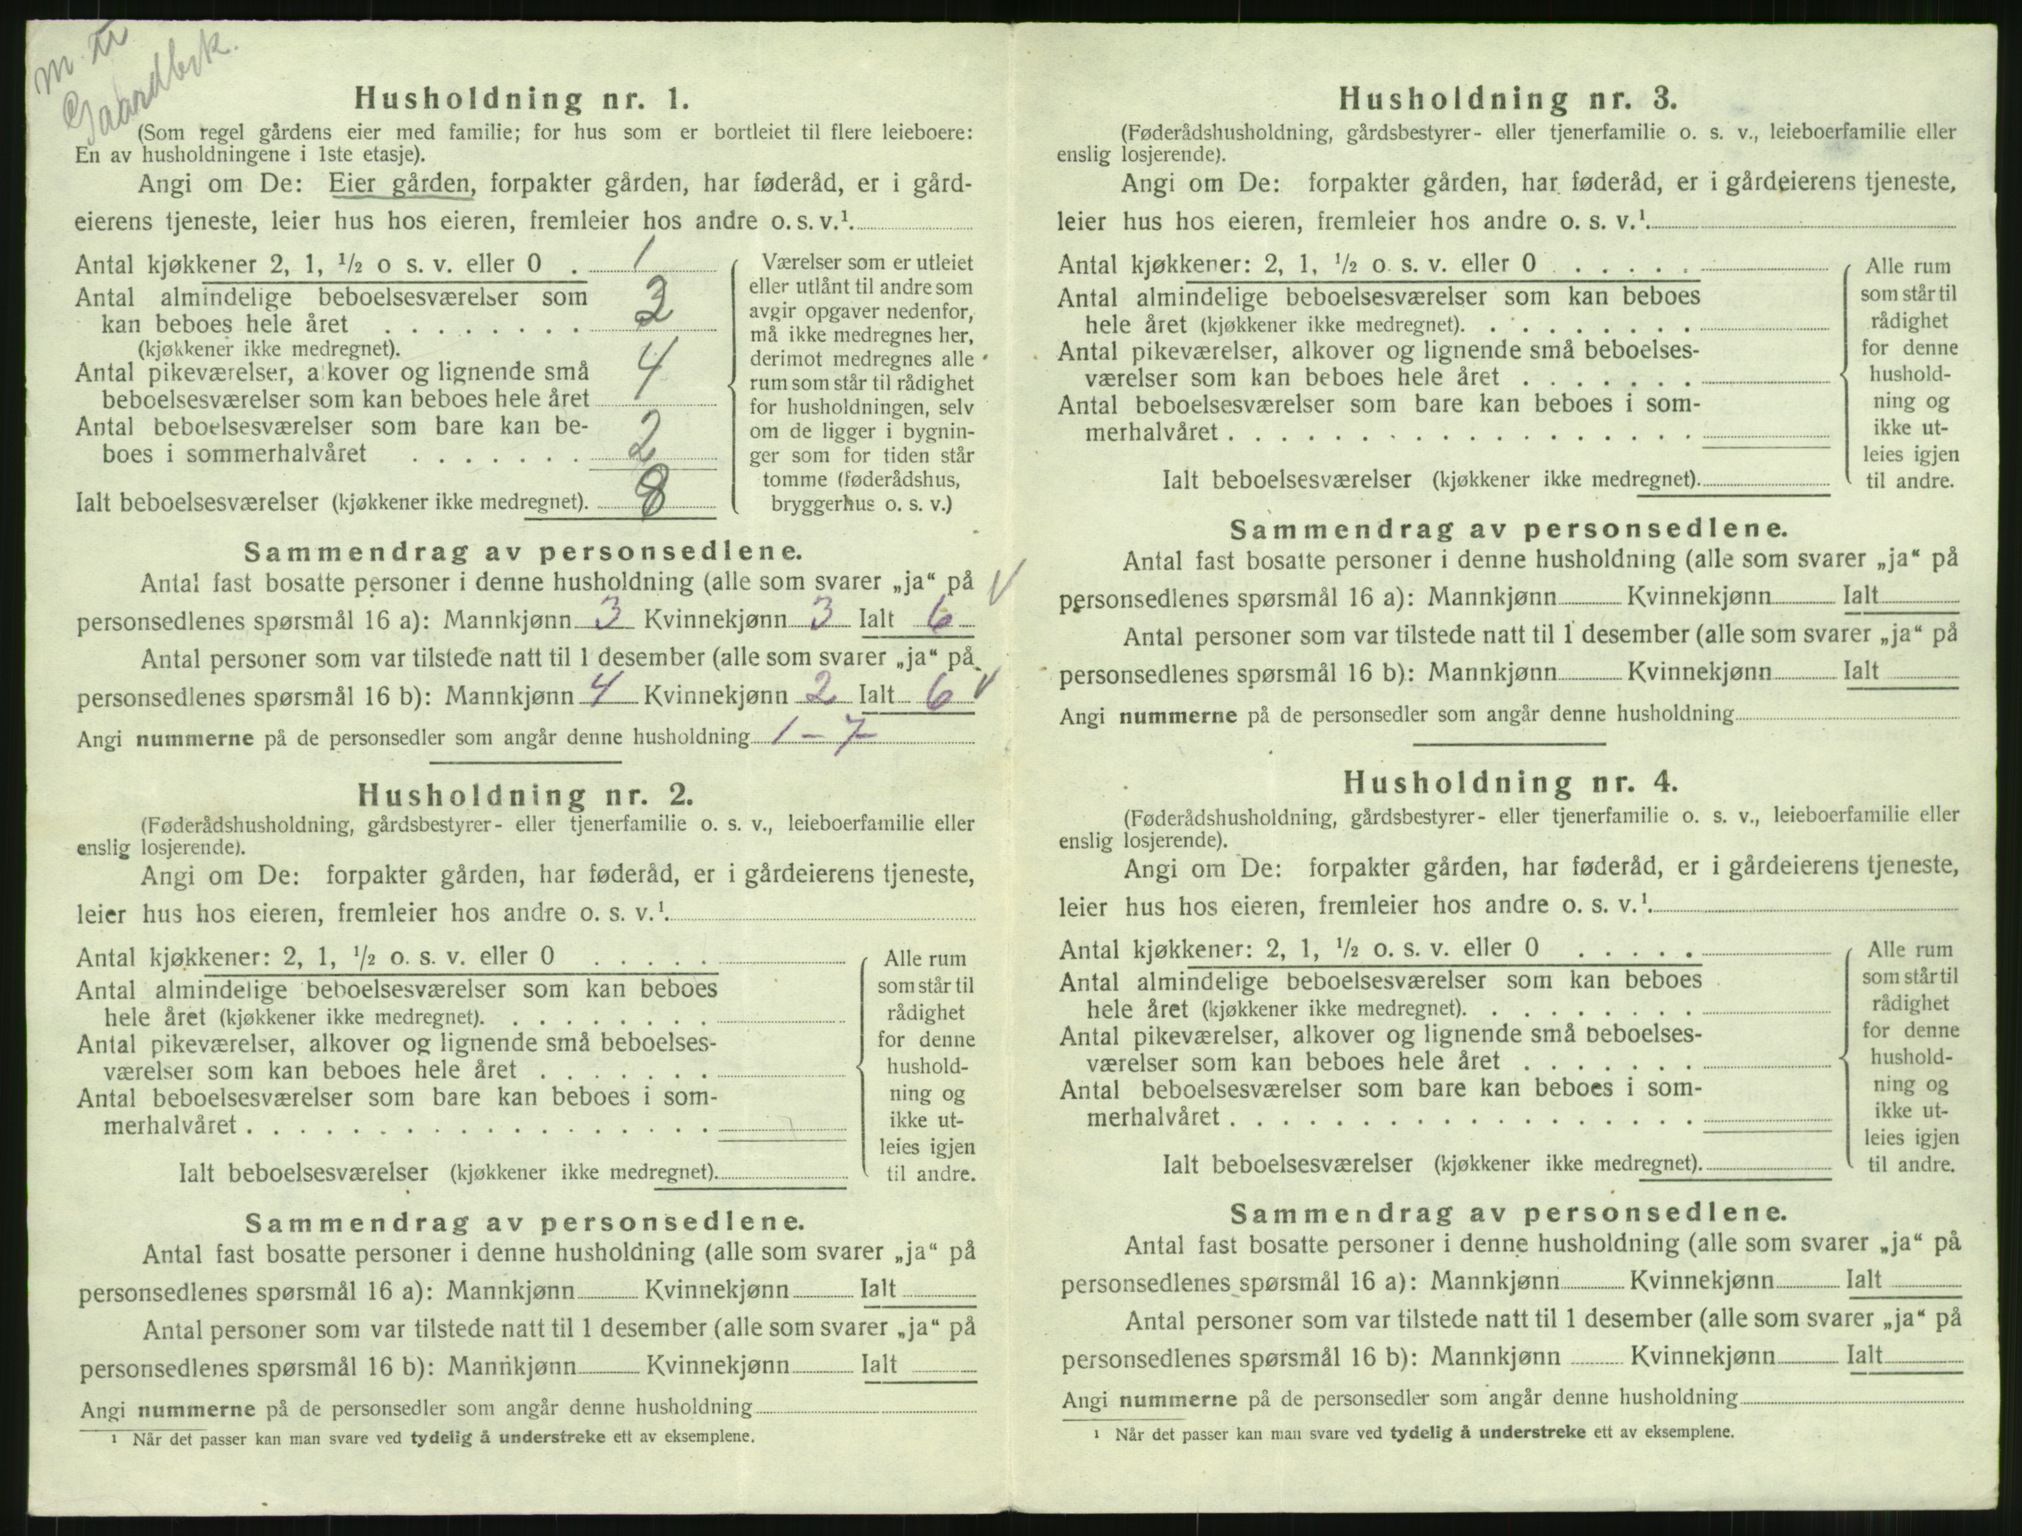 Gaardbruk.
Husholdning nr. 1.
(Som regel gårdens eier med familie; for hus som er bortleiet til flere leieboere:
En av husholdningene i 1ste etasje).
Angi om De: Eier gården, forpakter gården, har føderåd, er i gård-
eierens tjeneste, leier hus hos eieren, fremleier hos andre o. s. v.¹.
Antal kjøkkener 2, 1, ½ o s. v. eller 0 . 1
Antal almindelige beboelsesværelser som
kan beboes hele året . . . . . . . . 2
(kjøkkener ikke medregnet).
Antal pikeværelser, alkover og lignende små
beboelsesværelser som kan beboes hele året 4
Antal beboelsesværelser som bare kan be-
boes i sommerhalvåret . . . . . . . 2
Ialt beboelsesværelser (kjøkkener ikke medregnet). 8
Værelser som er utleiet
eller utlånt til andre som
avgir opgaver nedenfor,
må ikke medregnes her,
derimot medregnes alle
rum som står til rådighet
for husholdningen, selv
om de ligger i bygnin-
ger som for tiden står
tomme (føderådshus,
bryggerhus o. s. v.)
Sammendrag av personsedlene.
Antal fast bosatte personer i denne husholdning (alle som svarer „ja“ på
personsedlenes spørsmål 16 a): Mannkjønn 3 Kvinnekjønn 3 Ialt 6
Antal personer som var tilstede natt til 1 desember (alle som svarer „ja“ på
personsedlenes spørsmål 16 b): Mannkjønn 4 Kvinnekjønn 2 Ialt 6
Angi nummerne på de personsedler som angår denne husholdning 1 - 7
Husholdning nr. 2.
(Føderådshusholdning, gårdsbestyrer- eller tjenerfamilie o. s. v., leieboerfamilie eller
enslig losjerende).
Angi om De: forpakter gården, har føderåd, er i gårdeierens tjeneste,
leier hus hos eieren, fremleier hos andre o. s. v.¹.
Antal kjøkkener: 2, 1, ½ o. s. v. eller 0 . . . . .
Antal almindelige beboelsesværelser som kan beboes
hele året (kjøkkener ikke medregnet). . . . . . . . .
Antal pikeværelser, alkover og lignende små beboelses-
værelser som kan beboes hele året . . . . . . .
Antal beboelsesværelser som bare kan beboes i som-
merhalvåret . . . . . . . . . . . . . . . . . .
Ialt beboelsesværelser (kjøkkener ikke medregnet).
Alle rum
som står til
rådighet
for denne
hushold-
ning og
ikke ut-
leies igjen
til andre.
Sammendrag av personsedlene.
Antal fast bosatte personer i denne husholdning (alle som svarer „ja“ på
personsedlenes spørsmål 16 a): Mannkjønn Kvinnekjønn Ialt
Antal personer som var tilstede natt til 1 desember (alle som svarer „ja“ på
personsedlenes spørsmål 16 b): Mannkjønn Kvinnekjønn Ialt
Angi nummerne på de personsedler som angår denne husholdning
¹ Når det passer kan man svare ved tydelig å understreke ett av eksemplene.
Husholdning nr. 3.
(Føderådshusholdning, gårdsbestyrer- eller tjenerfamilie o. s. v., leieboerfamilie eller
enslig losjerende).
Angi om De: forpakter gården, har føderåd, er i gårdeierens tjeneste,
leier hus hos eieren, fremleier hos andre o. s. v.¹.
Antal kjøkkener: 2, 1, ½ o. s. v. eller 0 . . . . .
Antal almindelige beboelsesværelser som kan beboes
hele året (kjøkkener ikke medregnet). . . . . . . . .
Antal pikeværelser, alkover og lignende små beboelses-
værelser som kan beboes hele året . . . . . . .
Antal beboelsesværelser som bare kan beboes i som-
merhalvåret . . . . . . . . . . . . . . . . . .
Ialt beboelsesværelser (kjøkkener ikke medregnet).
Alle rum
som står til
rådighet
for denne
hushold-
ning og
ikke ut-
leies igjen
til andre.
Sammendrag av personsedlene.
Antal fast bosatte personer i denne husholdning (alle som svarer „ja“ på
personsedlenes spørsmål 16 a): Mannkjønn Kvinnekjønn Ialt
Antal personer som var tilstede natt til 1 desember (alle som svarer „ja“ på
personsedlenes spørsmål 16 b): Mannkjønn Kvinnekjønn Ialt
Angi nummerne på de personsedler som angår denne husholdning
Husholdning nr. 4.
(Føderådshusholdning, gårdsbestyrer- eller tjenerfamilie o. s. v., leieboerfamilie eller
enslig losjerende).
Angi om De: forpakter gården, har føderåd, er i gårdeierens tjeneste,
leier hus hos eieren, fremleier hos andre o. s. v.¹.
Antal kjøkkener: 2, 1, ½ o. s. v. eller 0 . . . . .
Antal almindelige beboelsesværelser som kan beboes
hele året (kjøkkener ikke medregnet). . . . . . . . .
Antal pikeværelser, alkover og lignende små beboelses-
værelser som kan beboes hele året . . . . . . .
Antal beboelsesværelser som bare kan beboes i som-
merhalvåret . . . . . . . . . . . . . . . . . .
Ialt beboelsesværelser (kjøkkener ikke medregnet).
Alle rum
som står til
rådighet
for denne
hushold-
ning og
ikke ut-
leies igjen
til andre.
Sammendrag av personsedlene.
Antal fast bosatte personer i denne husholdning (alle som svarer „ja“ på
personsedlenes spørsmål 16 a): Mannkjønn Kvinnekjønn Ialt
Antal personer som var tilstede natt til 1 desember (alle som svarer „ja“ på
personsedlenes spørsmål 16 b): Mannkjønn Kvinnekjønn Ialt
Angi nummerne på de personsedler som angår denne husholdning
¹ Når det passer kan man svare ved tydelig å understreke ett av eksemplene.